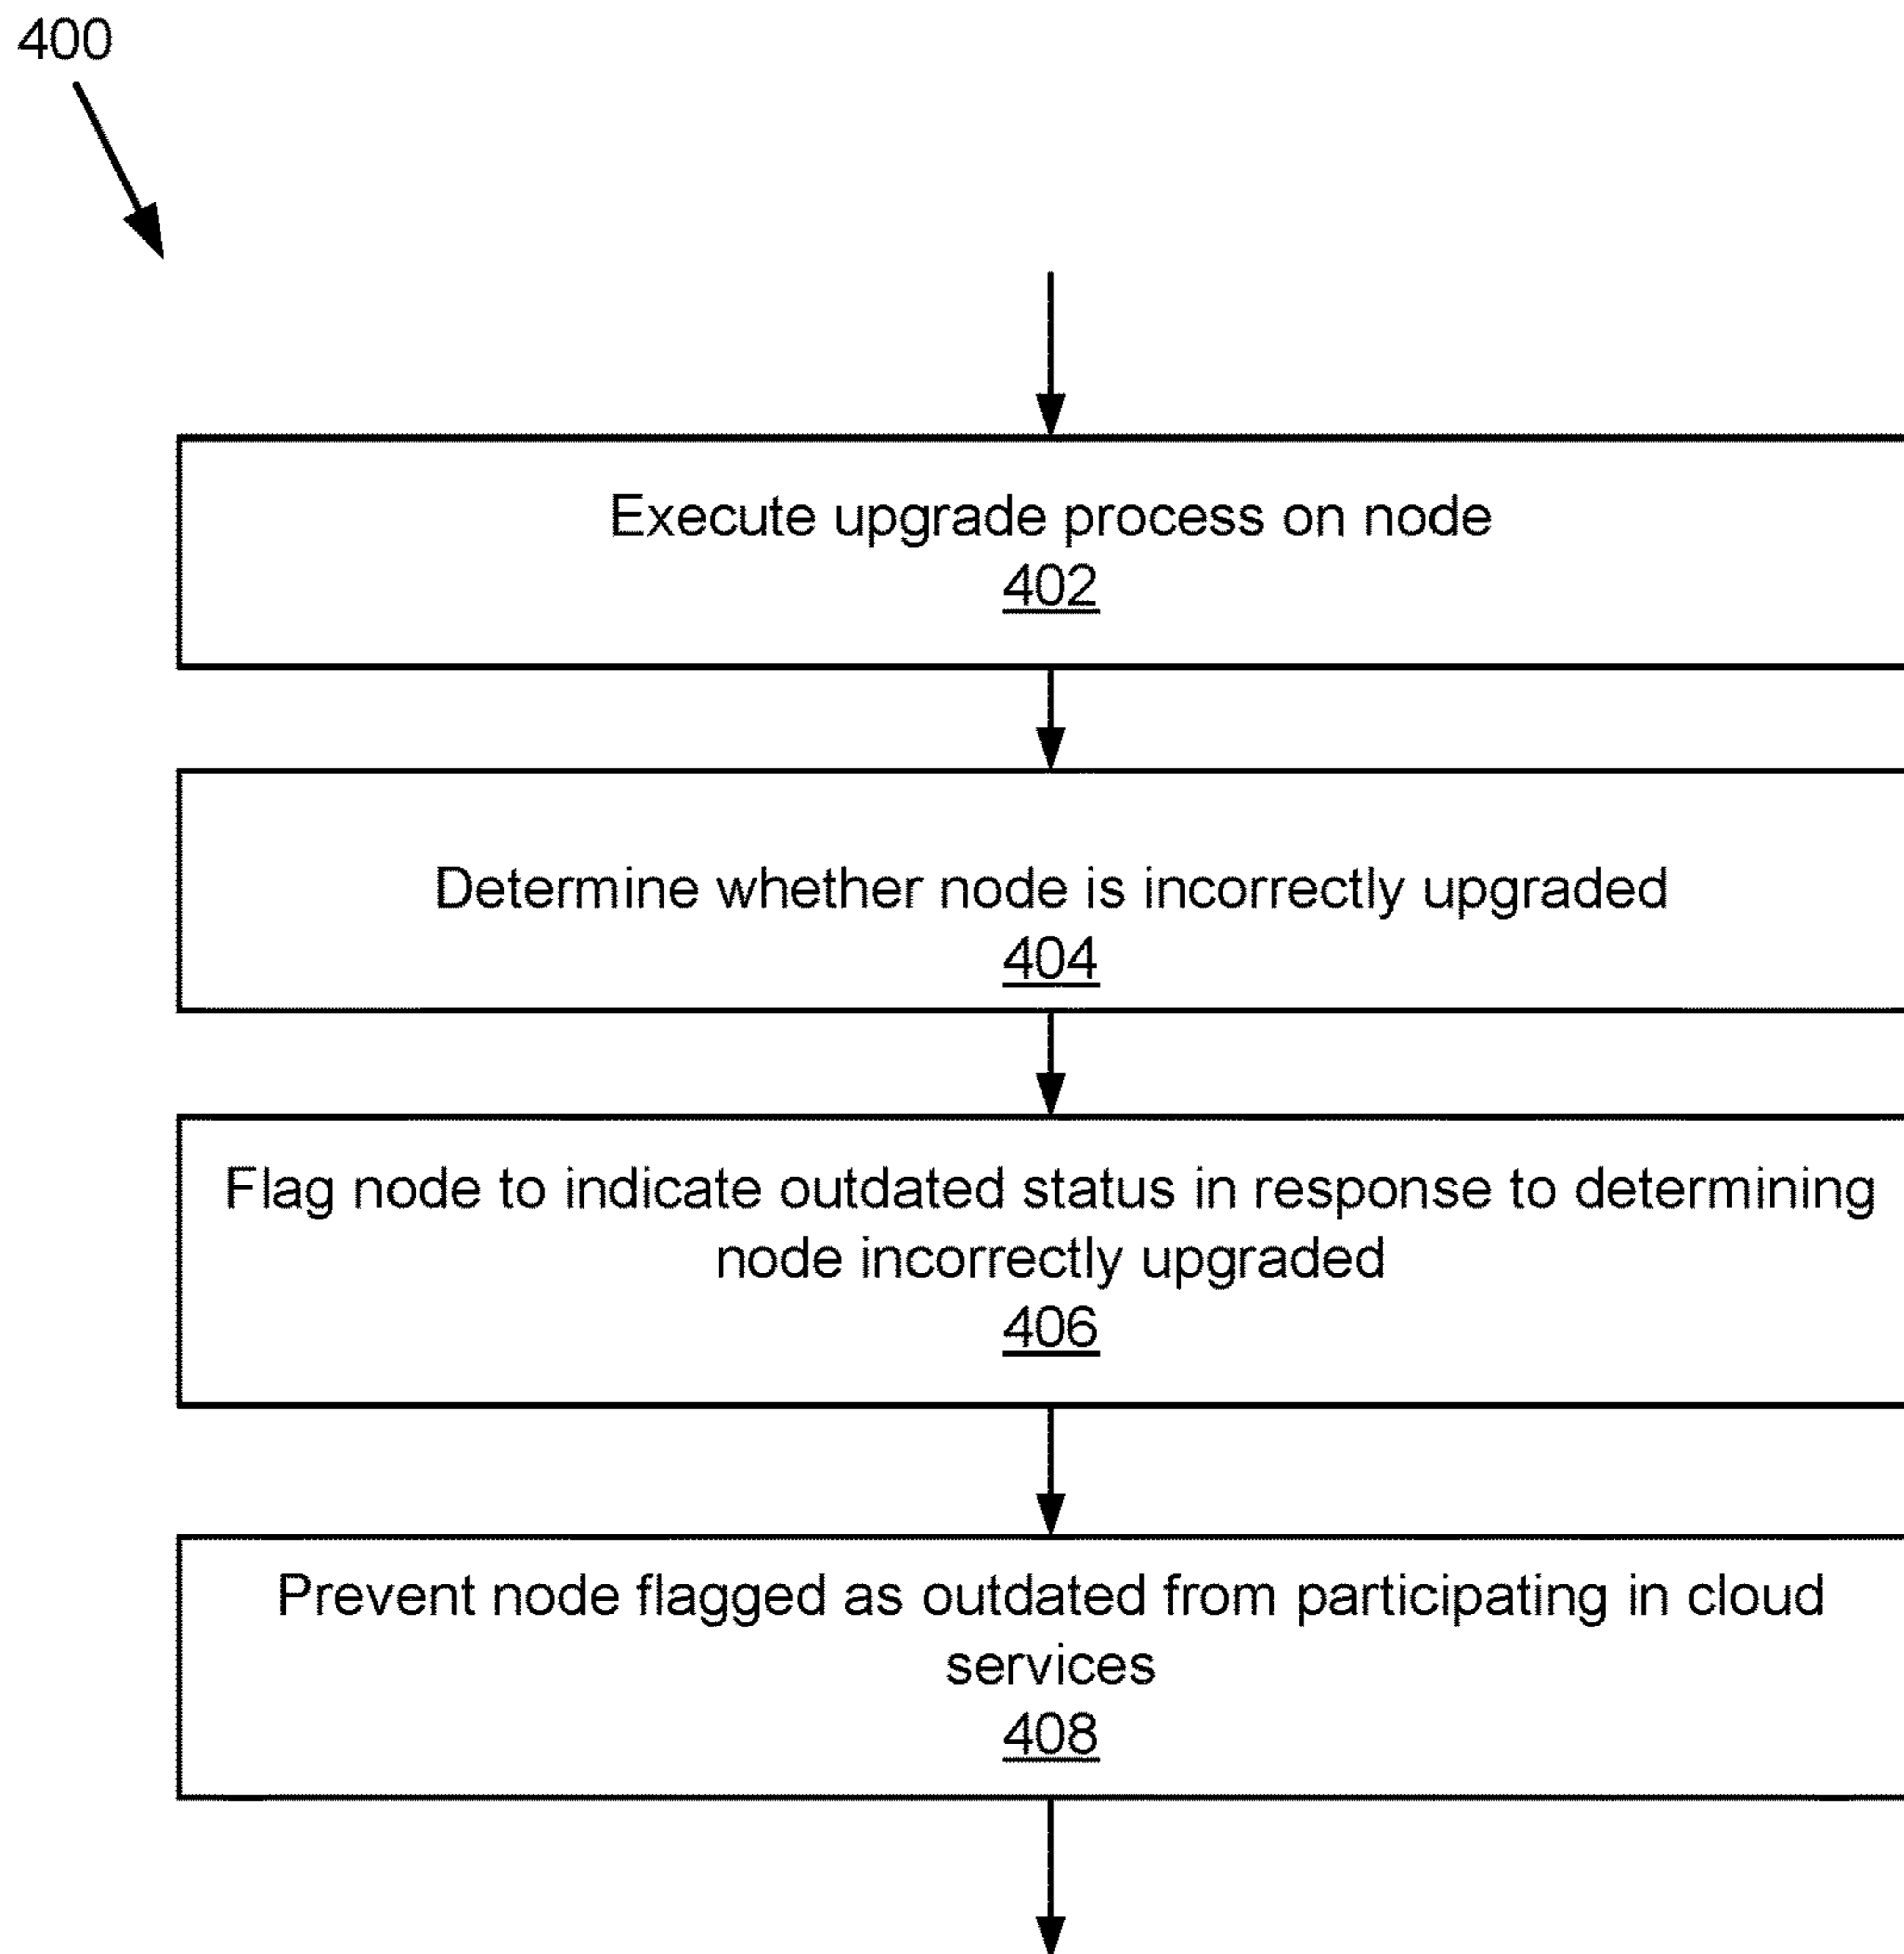 400
Execute upgrade process on node
402
Determine whether node is incorrectly upgraded
404
Flag node to indicate outdated status in response to determining
node incorrectly upgraded
406
Prevent node flagged as outdated from participating in cloud
services
408